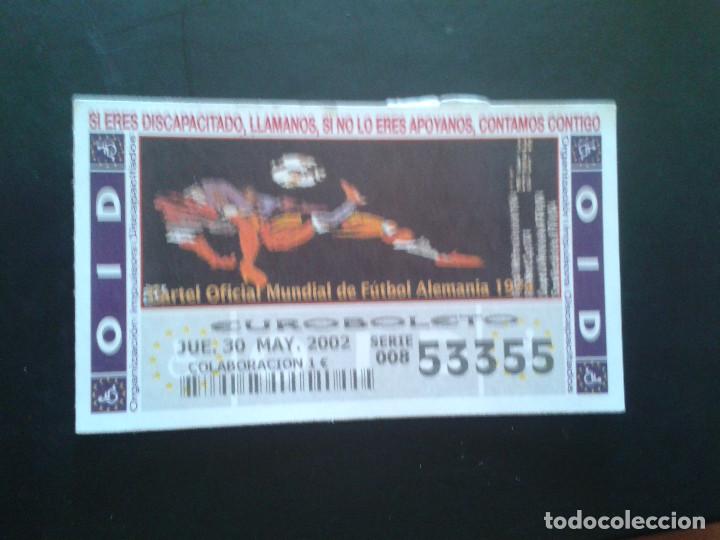 SI ERES DISCAPACITADO, LLAMANOS, SI NO LO ERES APOYANOS, CONTAMOS CONTIGO
OID
Organización Impulsora Discapacitados
Cartel Oficial Mundial de Fútbol Alemania
EUROBOLETO
JUE. 30 MAY. 2002
SERIE
008
53355
COLABORACION 1 €
OID
Organización Impulsora Discapacitados
todocoleccion